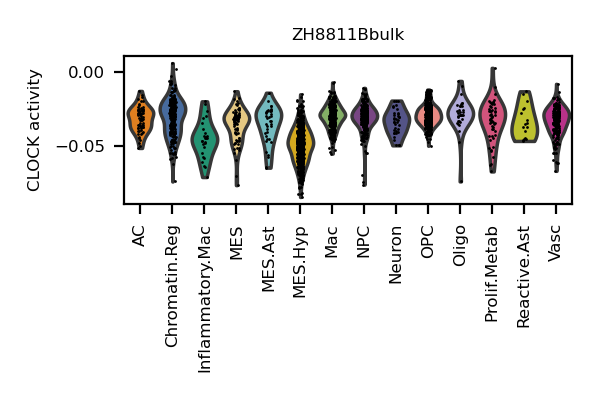 ZH8811Bbulk
CLOCK activity
0.00
−0.05
AC
Chromatin.Reg
Inflammatory.Mac
MES
MES.Ast
MES.Hyp
Mac
NPC
Neuron
OPC
Oligo
Prolif.Metab
Reactive.Ast
Vasc